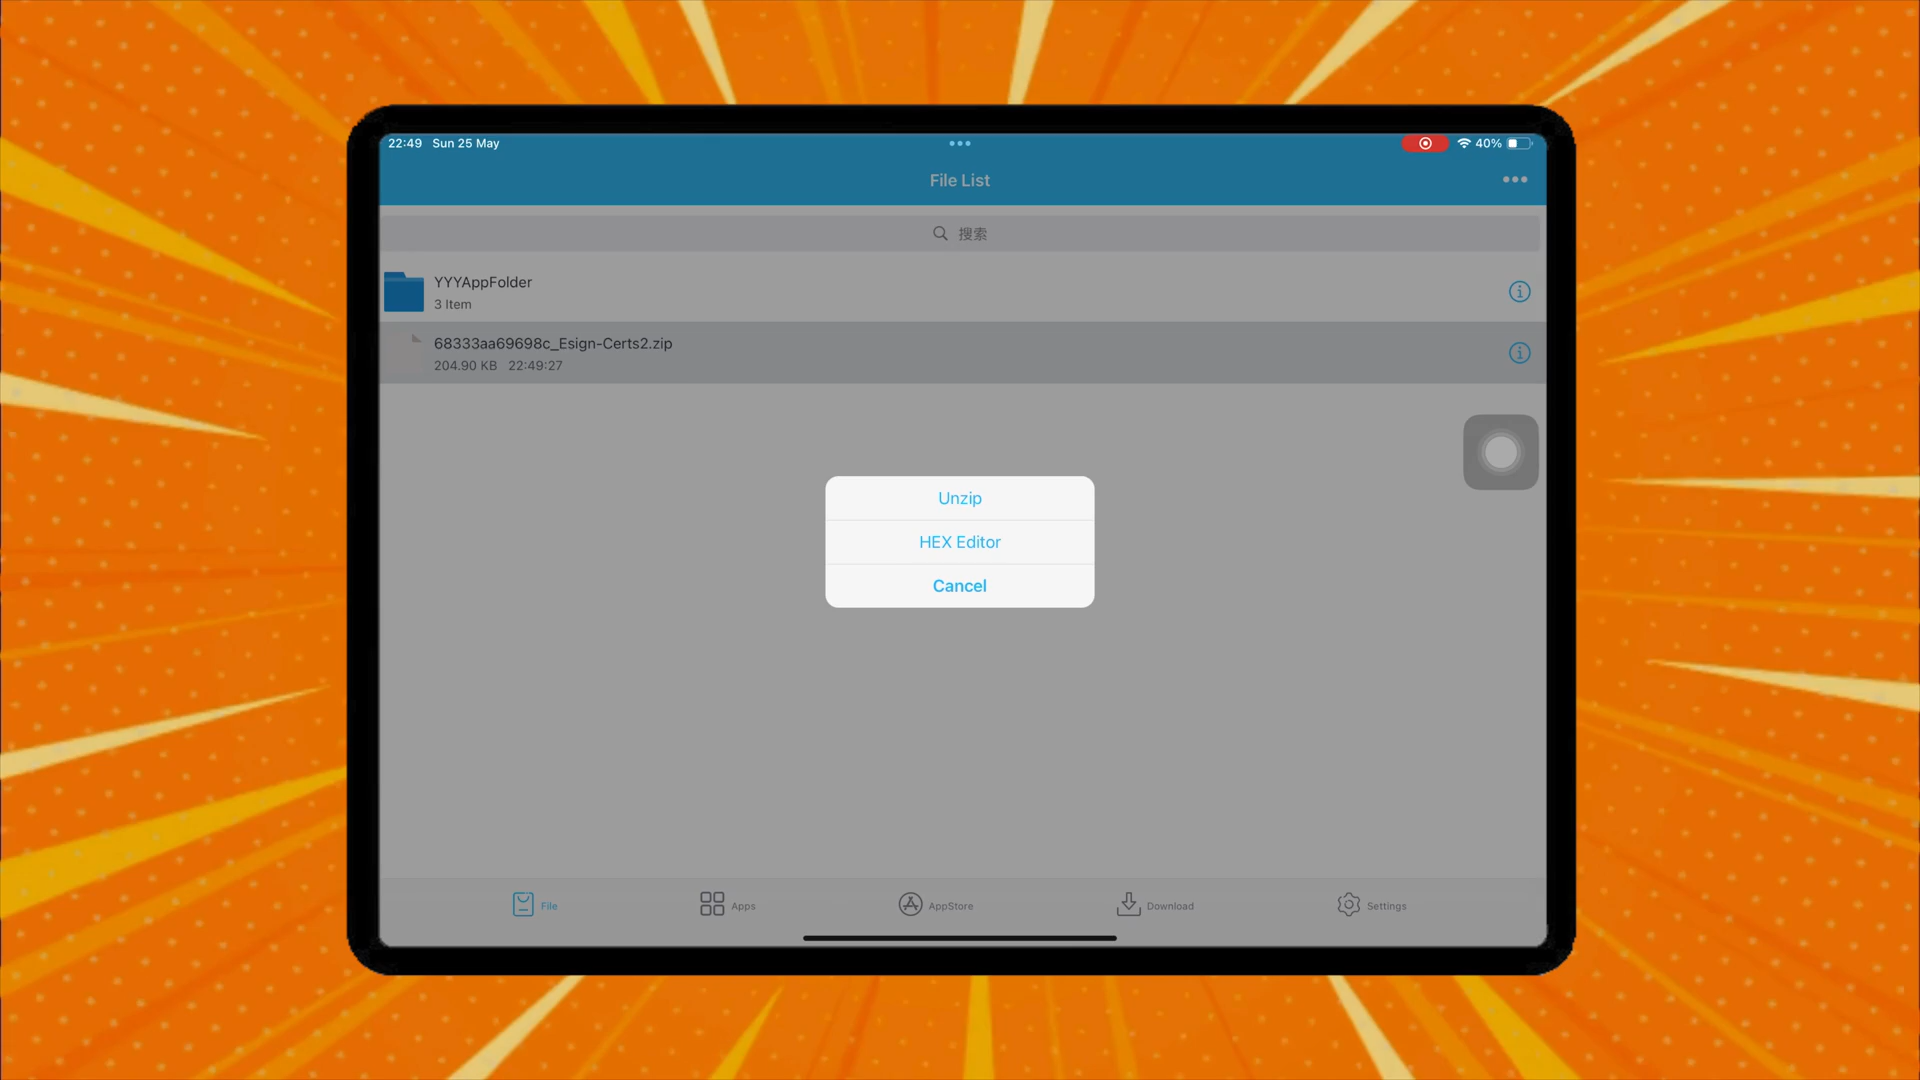 22:49 Sun 25 May
40%
File List
搜索
YYYAppFolder
3 Item
68333aa69698c_Esign-Certs2.zip
204.90 KB 22:49:27
Unzip
HEX Editor
Cancel
File
Apps
AppStore
Download
Settings